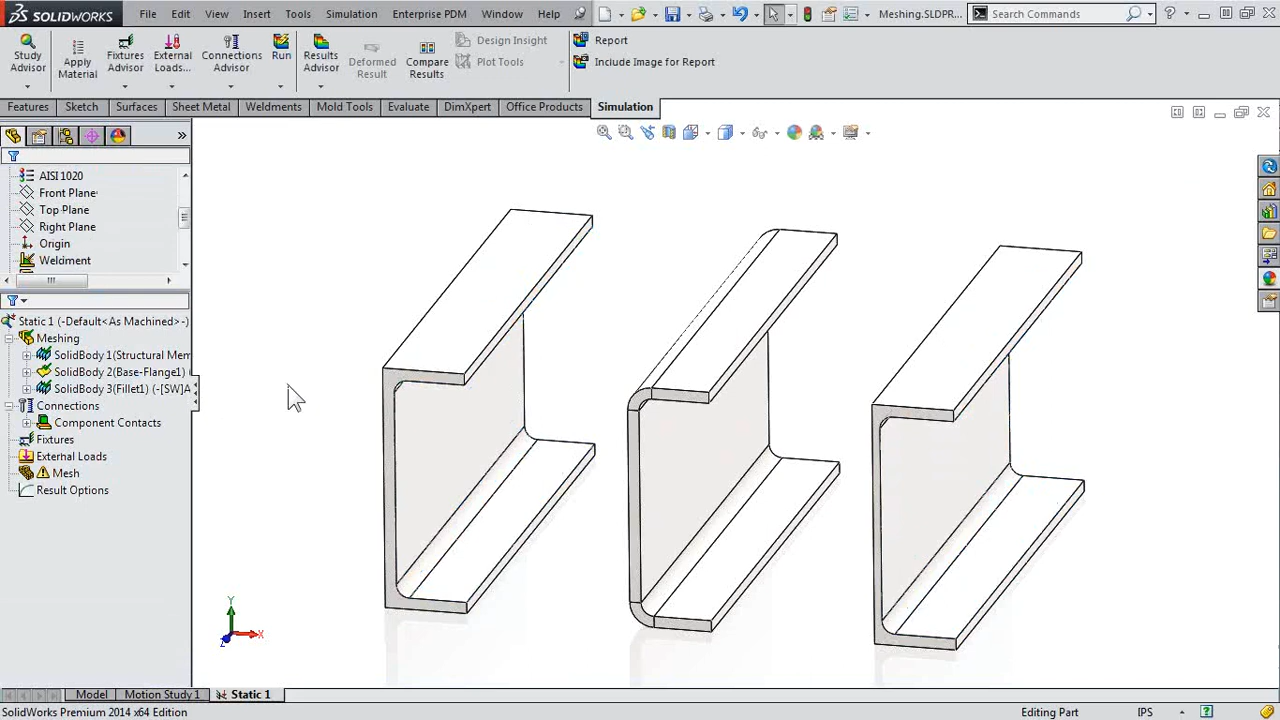 SOLIDWORKS File Edit View Insert Tools Simulation Enterprise PDM Window Help Meshing.SLDPR... Search Commands
Study Advisor
Apply Material
Fixtures Advisor
External Loads...
Connections Advisor
Run
Results Advisor
Deformed Result
Compare Results
Design Insight
Plot Tools
Report
Include Image for Report
Features Sketch Surfaces Sheet Metal Weldments Mold Tools Evaluate DimXpert Office Products Simulation
AISI 1020
Front Plane
Top Plane
Right Plane
Origin
Weldment
Static 1 (-Default<As Machined>-)
Meshing
SolidBody 1(Structural Mem
SolidBody 2(Base-Flange1) (
SolidBody 3(Fillet1) (-[SW]A
Connections
Component Contacts
Fixtures
External Loads
Mesh
Result Options
Y
X
Z
Model Motion Study 1 Static 1
SolidWorks Premium 2014 x64 Edition Editing Part IPS